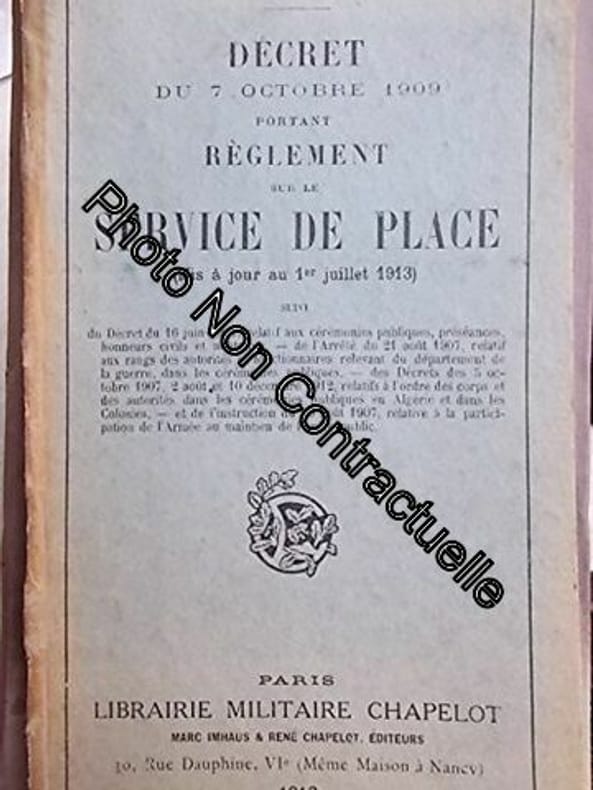 DÉCRET
DU 7 OCTOBRE 1909
PORTANT
RÈGLEMENT
SUR LE
SERVICE DE PLACE
(Mis à jour au 1er juillet 1913)
SUIVI
du Décret du 16 juin relatif aux cérémonies publiques, préséances,
honneurs civils et — de l'Arrêté du 21 août 1907, relatif
aux rangs des autorités fonctionnaires relevant du département de
la guerre, dans les cérémonies publiques, — des Décrets des 5 oc-
tobre 1907, 2 août et 10 décembre 1912, relatifs à l'ordre des corps et
des autorités dans les cérémonies publiques en Algérie et dans les
Colonies, — et de l'instruction du août 1907, relative à la partici-
pation de l'Armée au maintien de public.
PARIS
LIBRAIRIE MILITAIRE CHAPELOT
MARC IMHAUS & RENÉ CHAPELOT, ÉDITEURS
30, Rue Dauphine, VIe (Même Maison à Nancy)
Photo Non Contractuelle